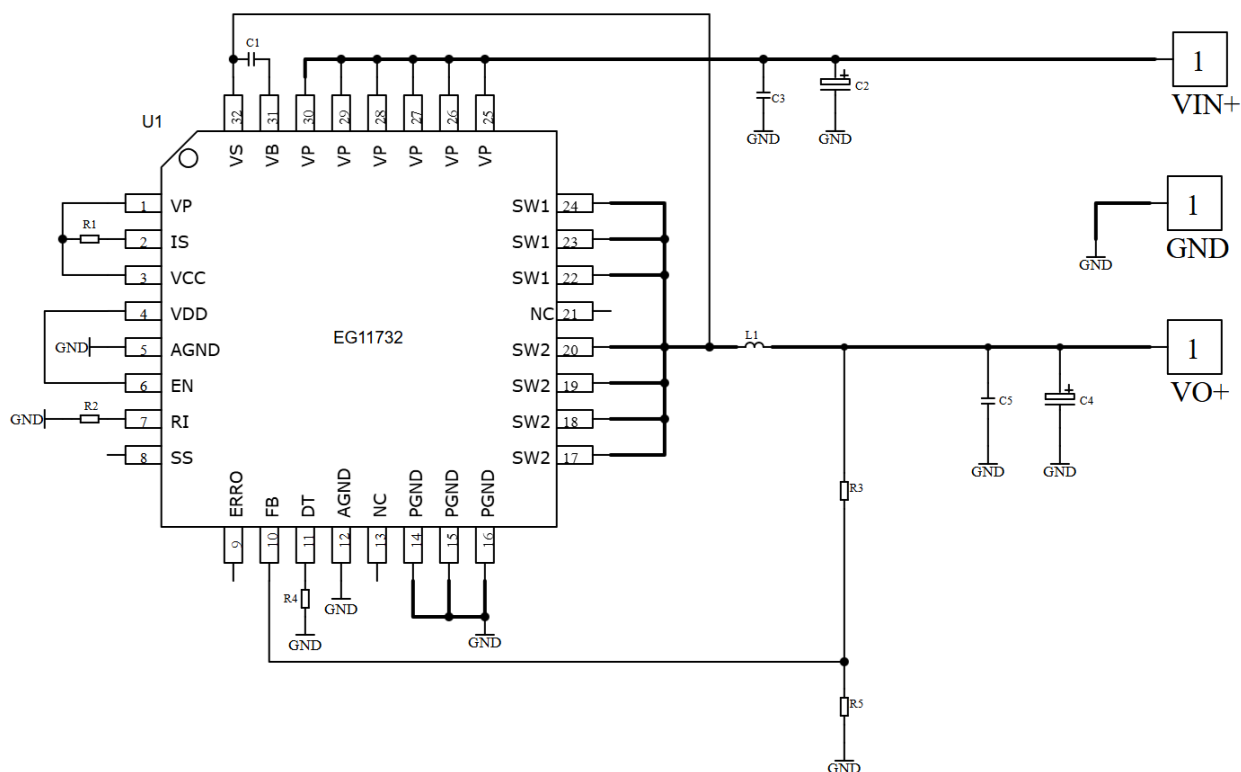 C1
1
VIN+
C3
C2
GND
GND
U1
32
31
30
29
28
27
26
25
VS
VB
VP
VP
VP
VP
VP
VP
1
VP
SW1
24
1
GND
R1
2
IS
SW1
23
GND
3
VCC
SW1
22
4
VDD
NC
21
EG11732
L1
GND
5
AGND
SW2
20
1
VO+
6
EN
SW2
19
C5
C4
GND
R2
7
RI
SW2
18
8
SS
SW2
17
GND
GND
ERRO
FB
DT
AGND
NC
PGND
PGND
PGND
R3
9
10
11
12
13
14
15
16
R4
GND
GND
GND
R5
GND